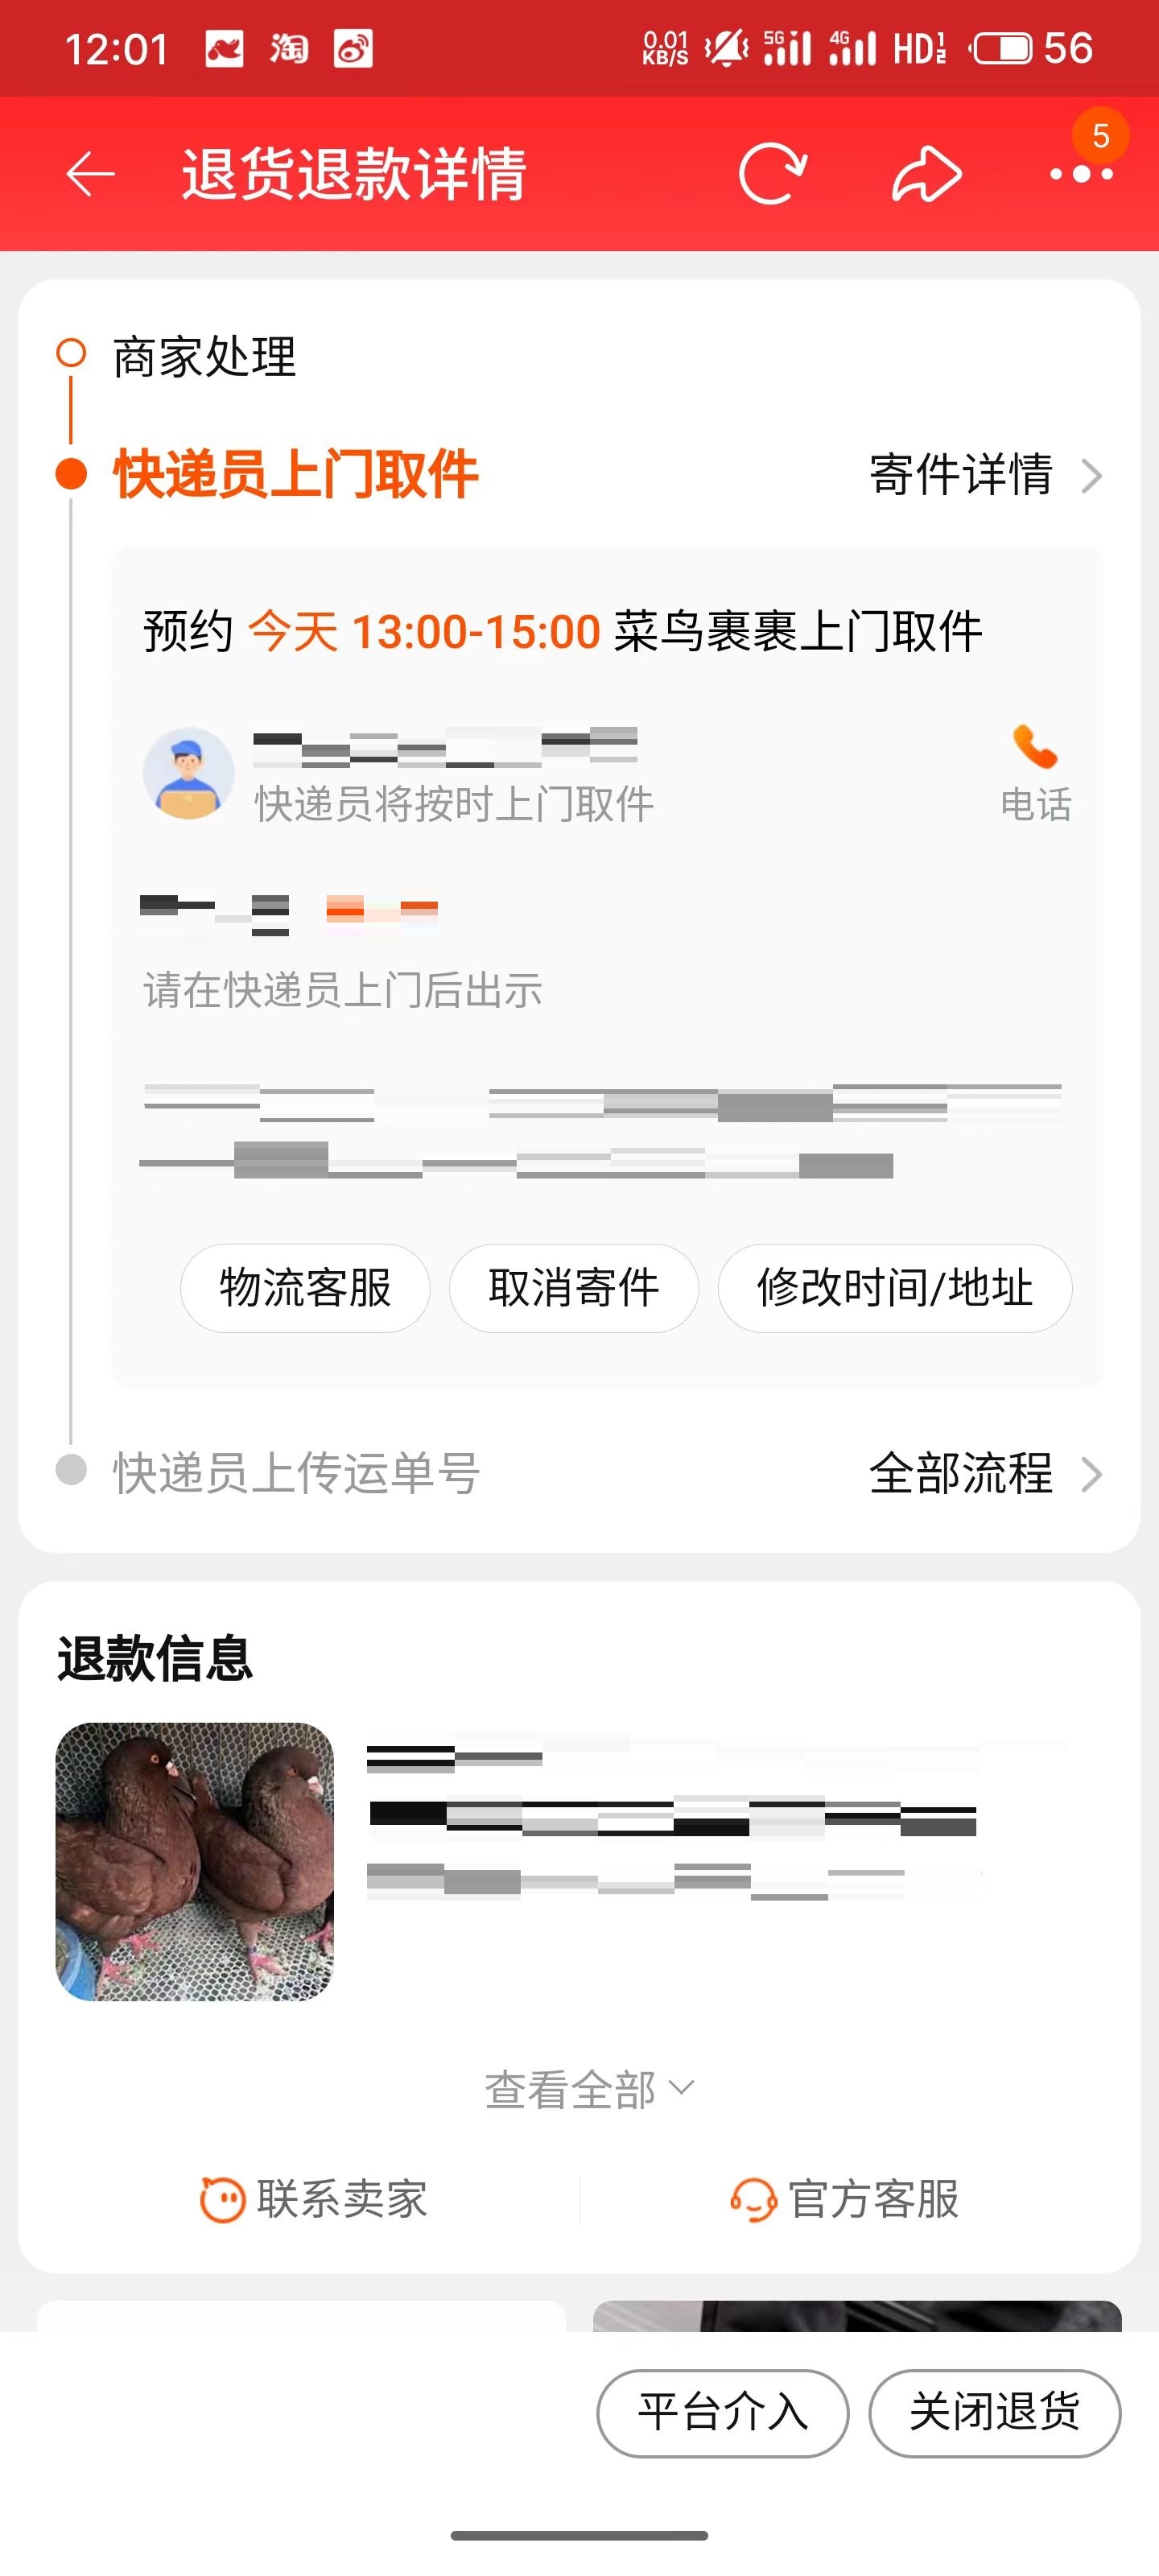 12:01 淘 0.01 KB/S 5G 4G HD 1 2 56
退货退款详情 5
商家处理
快递员上门取件 寄件详情
预约 今天 13:00-15:00 菜鸟裹裹上门取件
快递员将按时上门取件 电话
请在快递员上门后出示
物流客服 取消寄件 修改时间/地址
快递员上传运单号 全部流程
退款信息
查看全部
联系卖家 官方客服
平台介入 关闭退货